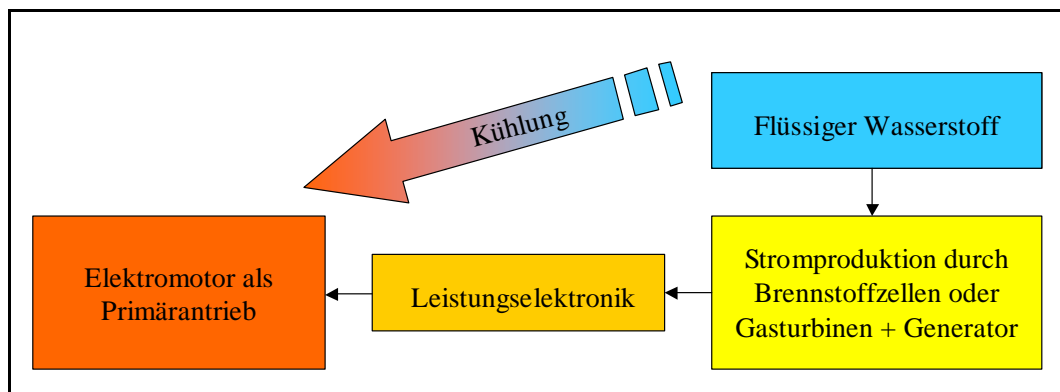 Kühlung
Flüssiger Wasserstoff
Elektromotor als
Primärantrieb
Leistungselektronik
Stromproduktion durch
Brennstoffzellen oder
Gasturbinen + Generator